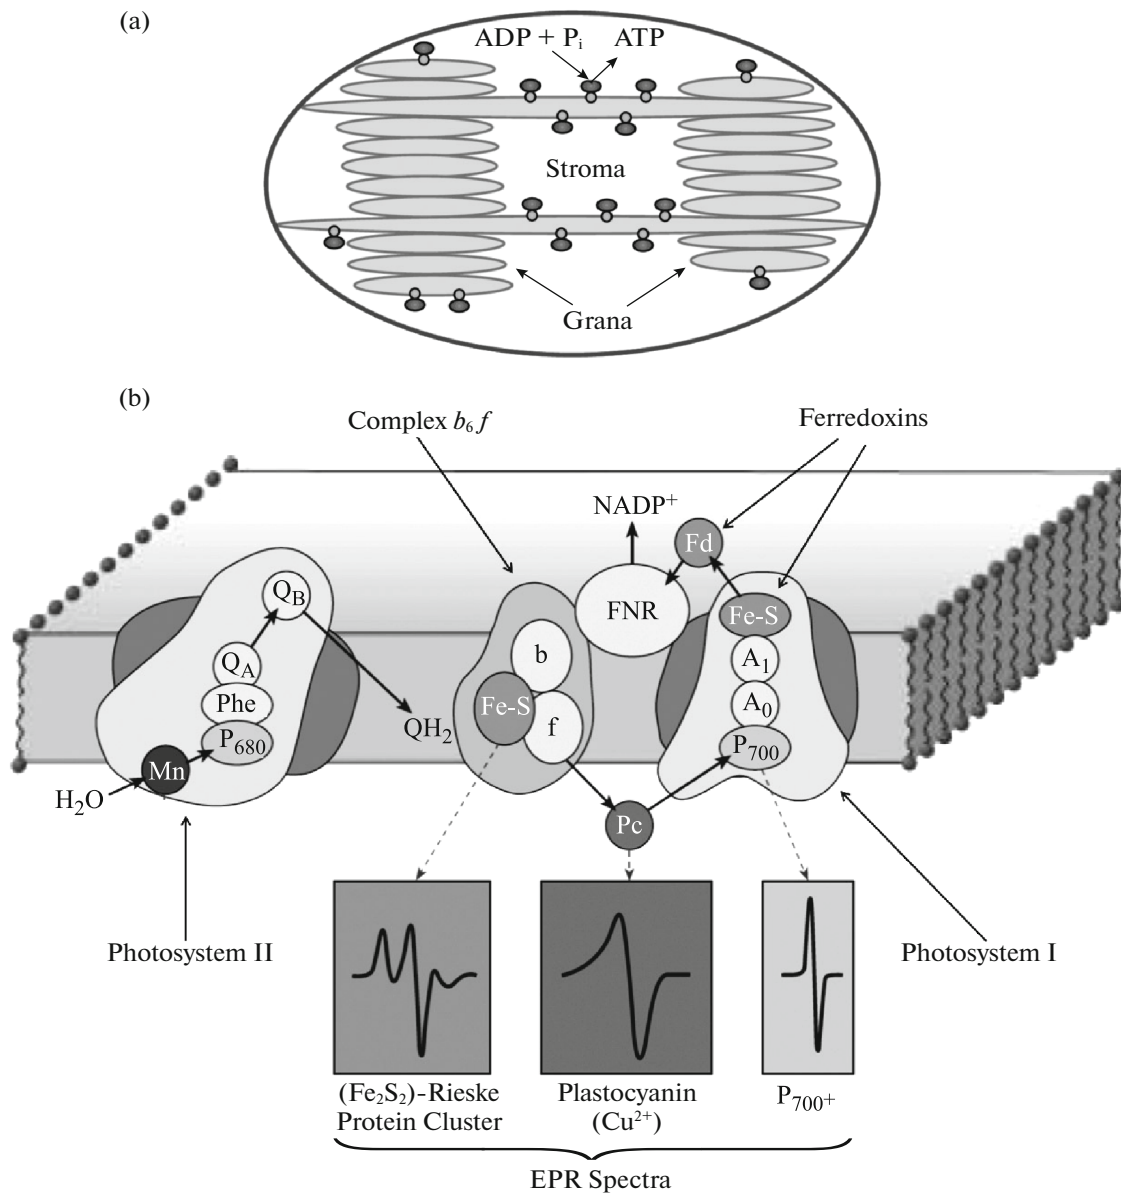 (a)
ADP + Pi ATP
Stroma
Grana
(b)
Complex b6 f
Ferredoxins
NADP+
Fd
QB
FNR
Fe-S
QA
b
A1
Phe
Fe-S
A0
P680
QH2
f
P700
Mn
H2O
Pc
Photosystem II
Photosystem I
(Fe2S2)-Rieske
Protein Cluster
Plastocyanin
(Cu2+)
P700+
EPR Spectra